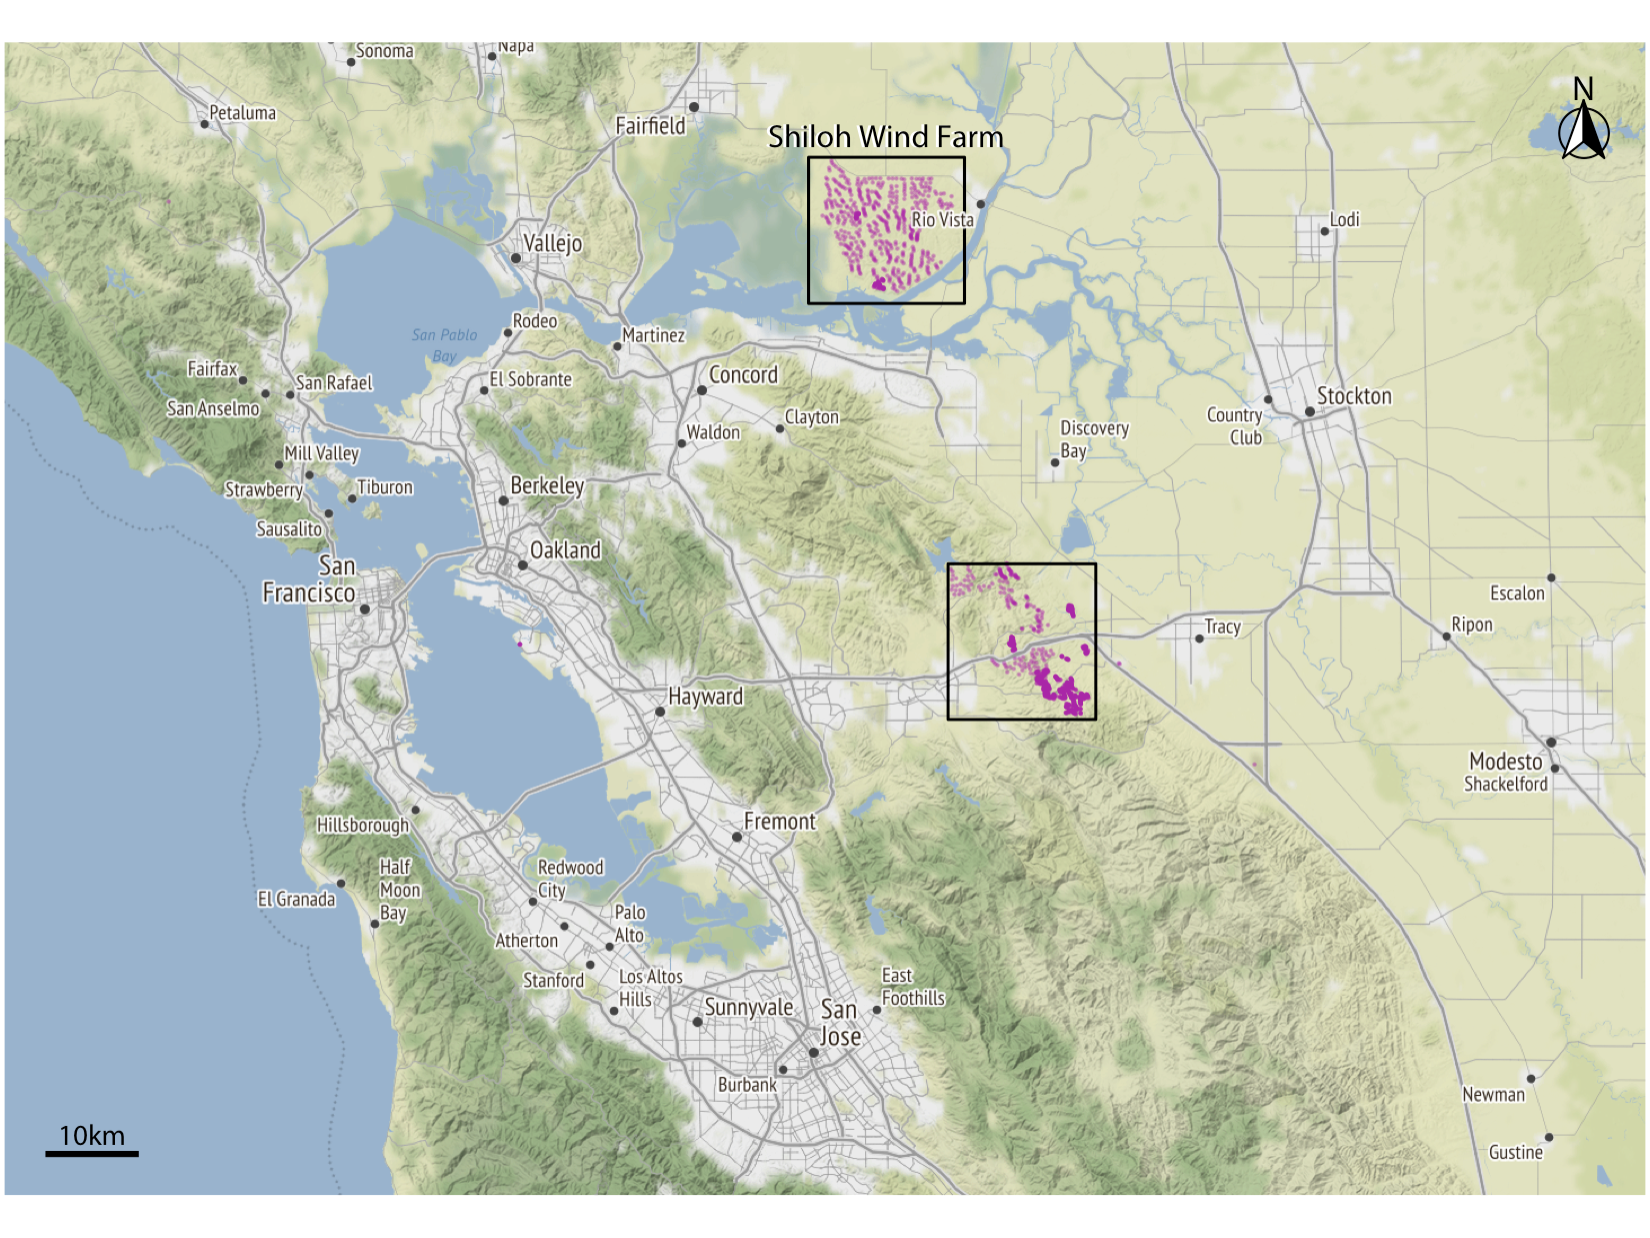 Sonoma
Napa
N
Petaluma
Fairfield
Shiloh Wind Farm
Rio Vista
Lodi
Vallejo
San Pablo
Bay
Rodeo
Martinez
Fairfax
San Rafael
El Sobrante
Concord
San Anselmo
Clayton
Stockton
Country
Club
Waldon
Discovery
Bay
Mill Valley
Strawberry
Tiburon
Berkeley
Sausalito
Oakland
San
Francisco
Escalon
Ripon
Tracy
Hayward
Modesto
Shackelford
Hillsborough
Fremont
Half
Moon
Bay
El Granada
Redwood
City
Palo
Alto
Atherton
Stanford
Los Altos
Hills
East
Foothills
Sunnyvale
San
Jose
Burbank
Newman
Gustine
10km